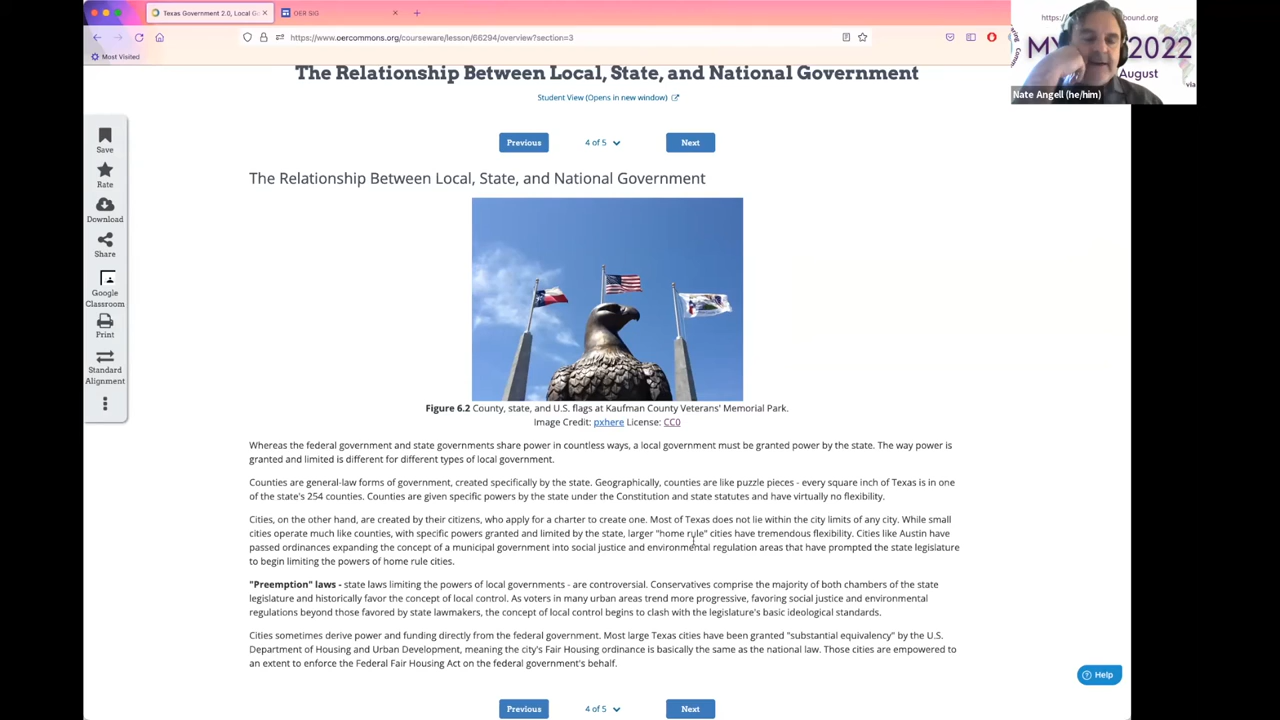 Texas Government 2.0, Local G
OER SIG
https://www.oercommons.org/courseware/lesson/66294/overview?section=3
Most Visited
https://
bound.org
MY
2022
August
via
Nate Angell (he/him)
The Relationship Between Local, State, and National Government
Student View (Opens in new window)
Previous
4 of 5
Next
Save
Rate
Download
Share
Google
Classroom
Print
Standard
Alignment
The Relationship Between Local, State, and National Government
Figure 6.2 County, state, and U.S. flags at Kaufman County Veterans' Memorial Park.
Image Credit: pxhere License: CC0
Whereas the federal government and state governments share power in countless ways, a local government must be granted power by the state. The way power is
granted and limited is different for different types of local government.
Counties are general-law forms of government, created specifically by the state. Geographically, counties are like puzzle pieces - every square inch of Texas is in one
of the state's 254 counties. Counties are given specific powers by the state under the Constitution and state statutes and have virtually no flexibility.
Cities, on the other hand, are created by their citizens, who apply for a charter to create one. Most of Texas does not lie within the city limits of any city. While small
cities operate much like counties, with specific powers granted and limited by the state, larger "home rule" cities have tremendous flexibility. Cities like Austin have
passed ordinances expanding the concept of a municipal government into social justice and environmental regulation areas that have prompted the state legislature
to begin limiting the powers of home rule cities.
"Preemption" laws - state laws limiting the powers of local governments - are controversial. Conservatives comprise the majority of both chambers of the state
legislature and historically favor the concept of local control. As voters in many urban areas trend more progressive, favoring social justice and environmental
regulations beyond those favored by state lawmakers, the concept of local control begins to clash with the legislature's basic ideological standards.
Cities sometimes derive power and funding directly from the federal government. Most large Texas cities have been granted "substantial equivalency" by the U.S.
Department of Housing and Urban Development, meaning the city's Fair Housing ordinance is basically the same as the national law. Those cities are empowered to
an extent to enforce the Federal Fair Housing Act on the federal government's behalf.
Help
Previous
4 of 5
Next